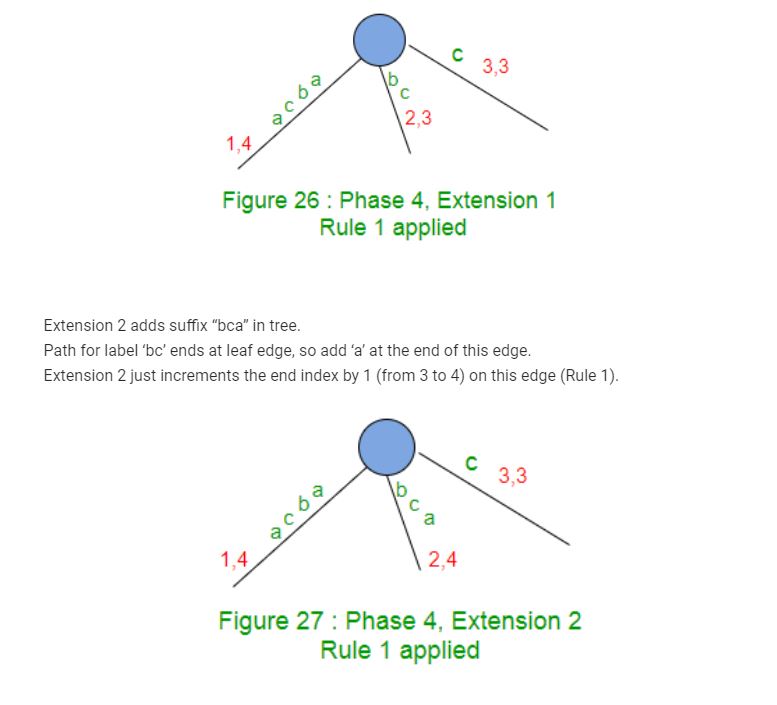 a
b
c
a
1,4
b
c
2,3
c
3,3
Figure 26 : Phase 4, Extension 1
Rule 1 applied
Extension 2 adds suffix “bca” in tree.
Path for label ‘bc’ ends at leaf edge, so add ‘a’ at the end of this edge.
Extension 2 just increments the end index by 1 (from 3 to 4) on this edge (Rule 1).
a
b
c
a
1,4
b
c
a
2,4
c
3,3
Figure 27 : Phase 4, Extension 2
Rule 1 applied